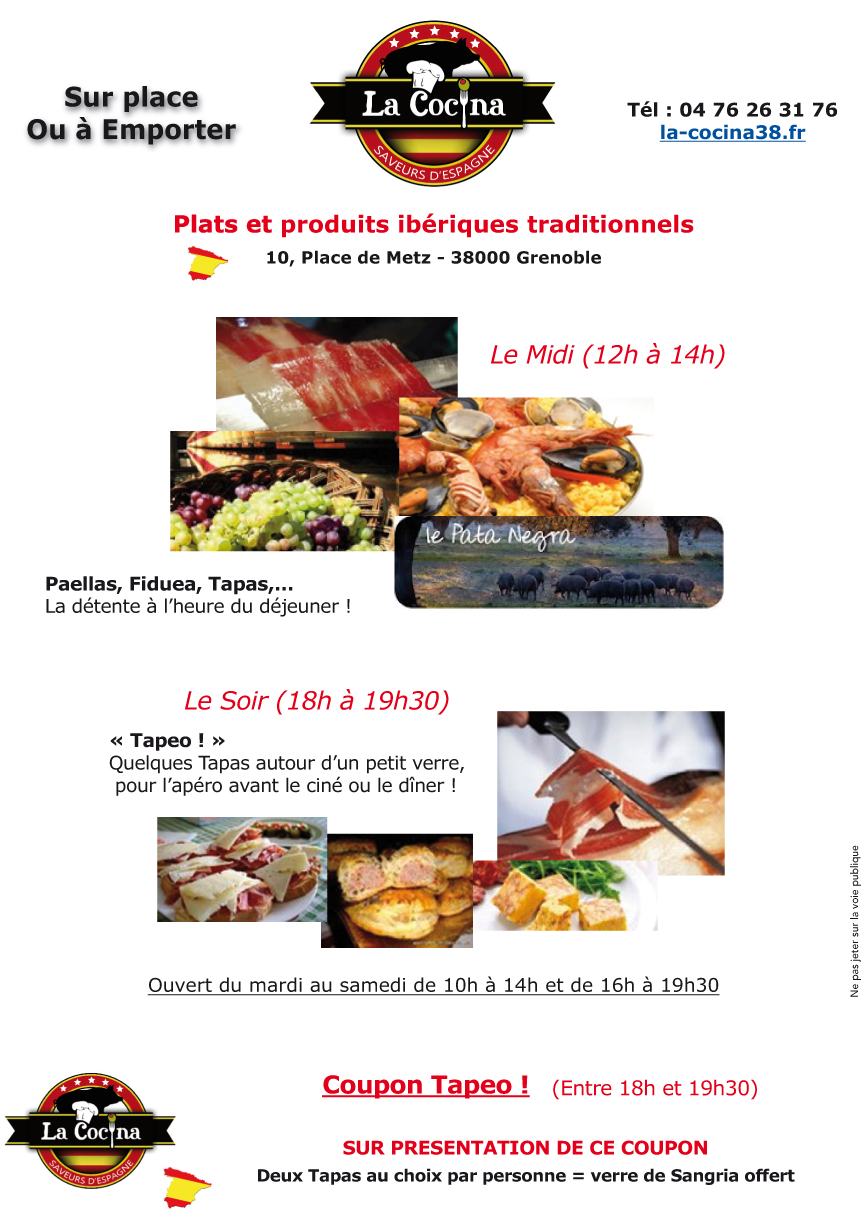 Sur place
Ou à Emporter
La Cocina
SAVEURS D'ESPAGNE
Tél : 04 76 26 31 76
la-cocina38.fr
Plats et produits ibériques traditionnels
10, Place de Metz - 38000 Grenoble
Le Midi (12h à 14h)
le Pata Negra
Paellas, Fiduea, Tapas,...
La détente à l'heure du déjeuner !
Le Soir (18h à 19h30)
« Tapeo ! »
Quelques Tapas autour d'un petit verre,
pour l'apéro avant le ciné ou le dîner !
Ne pas jeter sur la voie publique
Ouvert du mardi au samedi de 10h à 14h et de 16h à 19h30
Coupon Tapeo ! (Entre 18h et 19h30)
La Cocina
SAVEURS D'ESPAGNE
SUR PRESENTATION DE CE COUPON
Deux Tapas au choix par personne = verre de Sangria offert